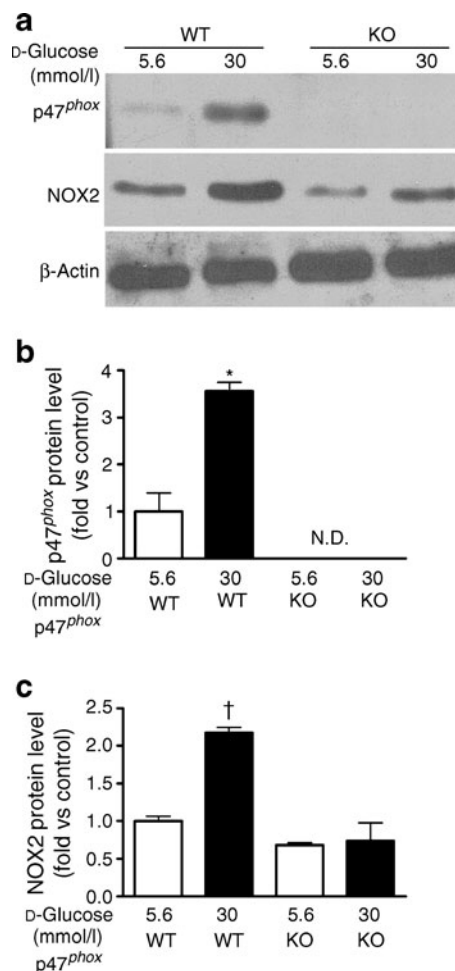 a
WT KO
D-Glucose (mmol/l) 5.6 30 5.6 30
p47phox
NOX2
β-Actin
b
p47phox protein level (fold vs control)
4
3
2
1
0
*
N.D.
D-Glucose (mmol/l) 5.6 30 5.6 30
p47phox WT WT KO KO
c
NOX2 protein level (fold vs control)
2.5
2.0
1.5
1.0
0.5
0.0
†
D-Glucose (mmol/l) 5.6 30 5.6 30
p47phox WT WT KO KO